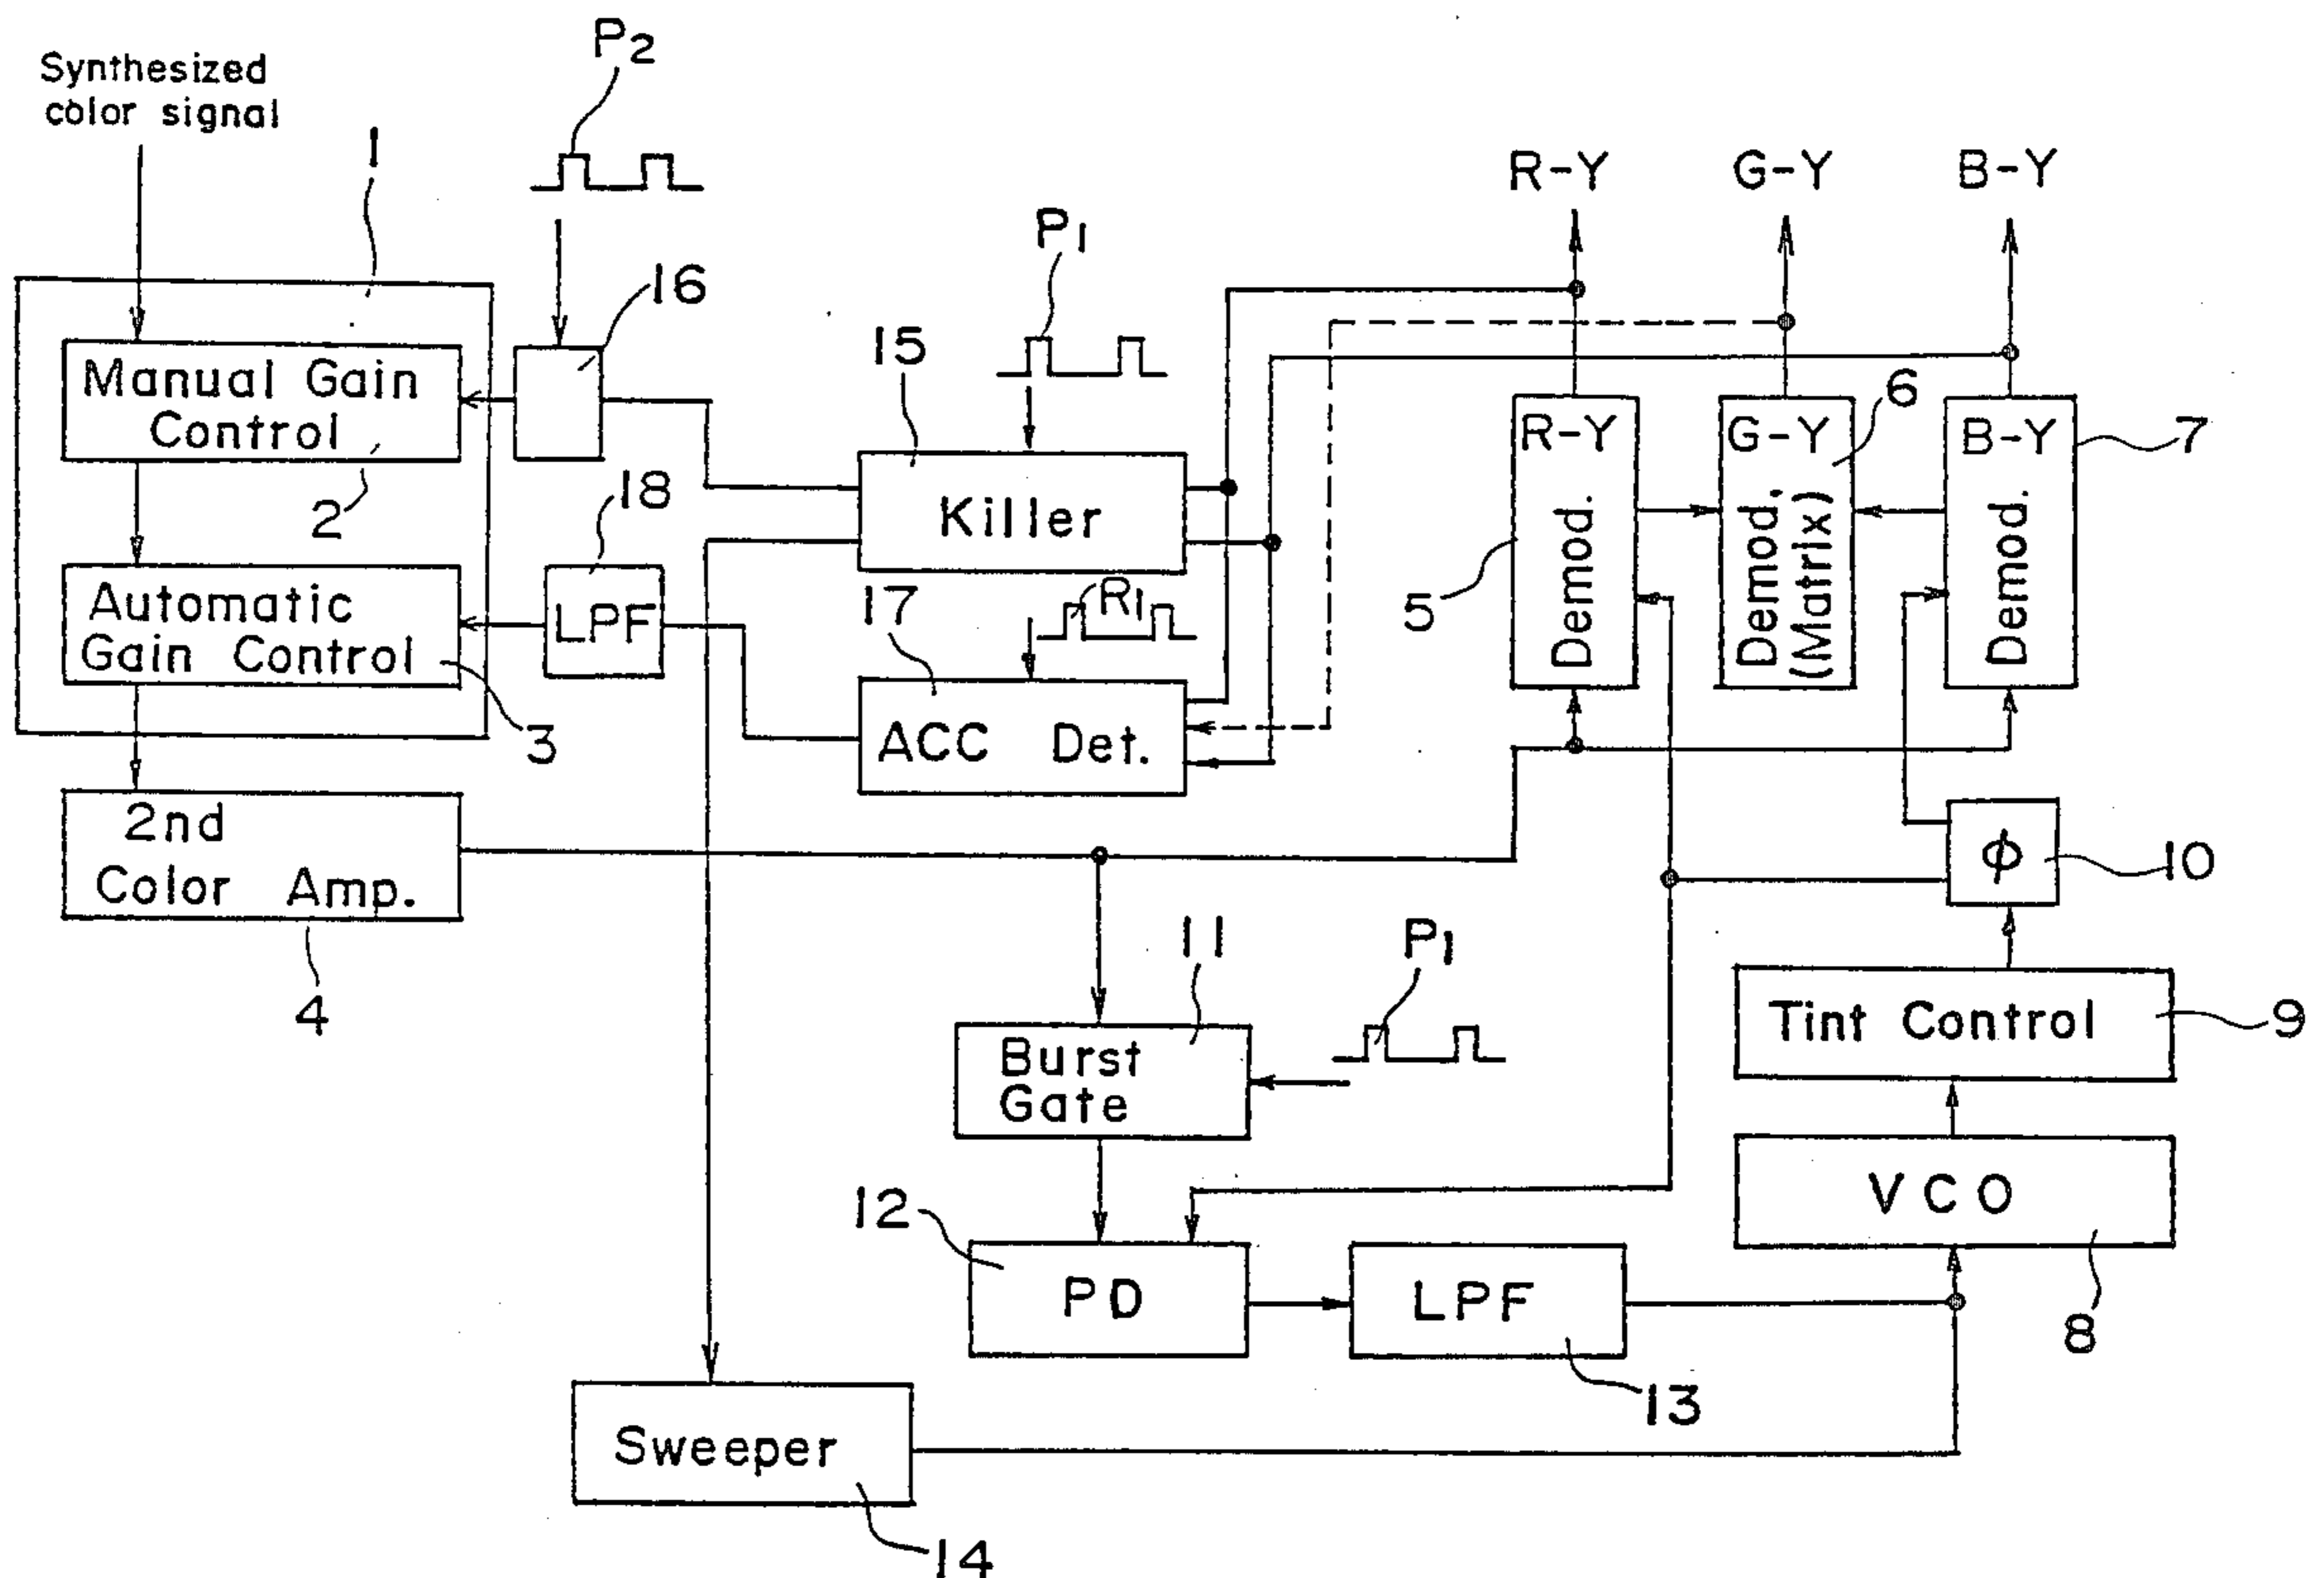 Synthesized
color signal
1
P2
16
Manual Gain
Control
2
Automatic
Gain Control
3
18
LPF
2nd
Color Amp.
4
P1
15
Killer
17
R1
ACC Det.
R-Y
G-Y
B-Y
R-Y
Demod.
5
G-Y
Demod,
(Matrix)
6
B-Y
Demod.
7
ϕ
10
11
P1
Burst
Gate
Tint Control
9
12
PD
LPF
13
VCO
8
Sweeper
14